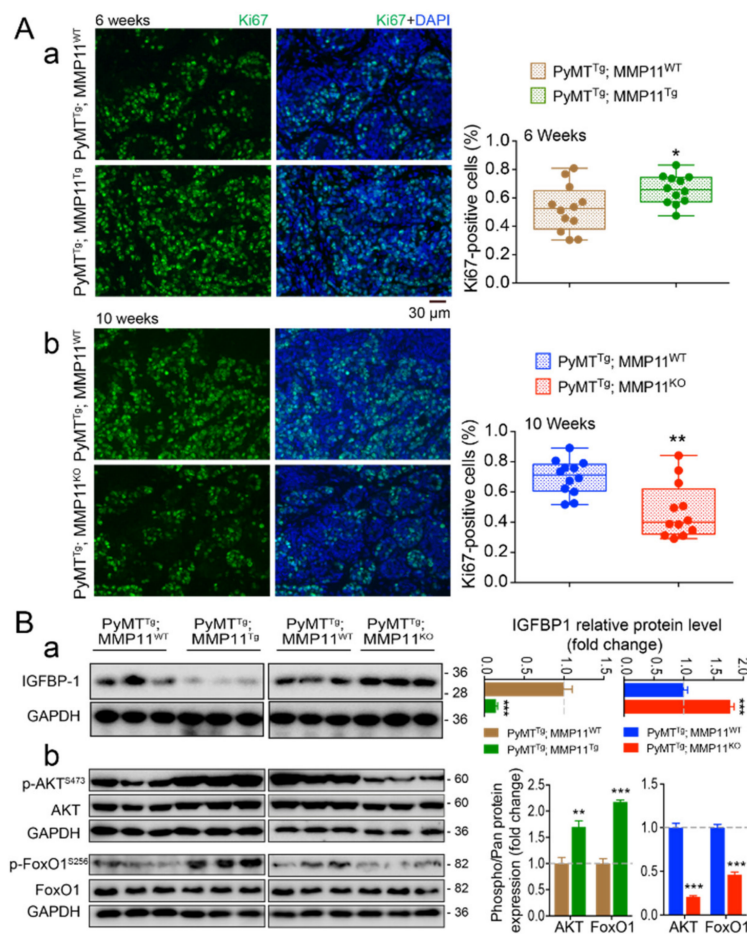 A
6 weeks
Ki67
Ki67+DAPI
a
PyMTTg; MMP11WT
PyMTTg; MMP11Tg
30 µm
PyMTTg; MMP11WT
PyMTTg; MMP11Tg
Ki67-positive cells (%)
6 Weeks
*
1.0
0.8
0.6
0.4
0.2
0.0
10 weeks
b
PyMTTg; MMP11WT
PyMTTg; MMP11KO
PyMTTg; MMP11WT
PyMTTg; MMP11KO
Ki67-positive cells (%)
10 Weeks
**
1.0
0.8
0.6
0.4
0.2
0.0
B
a
PyMTTg;
MMP11WT
PyMTTg;
MMP11Tg
PyMTTg;
MMP11WT
PyMTTg;
MMP11KO
IGFBP-1
- 36
- 28
GAPDH
- 36
IGFBP1 relative protein level
(fold change)
0.0
1.0
1.5
2.0
***
0.0
0.5
1.0
1.5
2.0
***
PyMTTg; MMP11WT
PyMTTg; MMP11Tg
PyMTTg; MMP11WT
PyMTTg; MMP11KO
b
p-AKTS473
- 60
AKT
- 60
GAPDH
- 36
p-FoxO1S256
- 82
FoxO1
- 82
GAPDH
- 36
Phospho/Pan protein
expression (fold change)
2.5
2.0
1.5
1.0
0.5
0.0
**
***
AKT
FoxO1
1.5
1.0
0.5
0.0
***
***
AKT
FoxO1